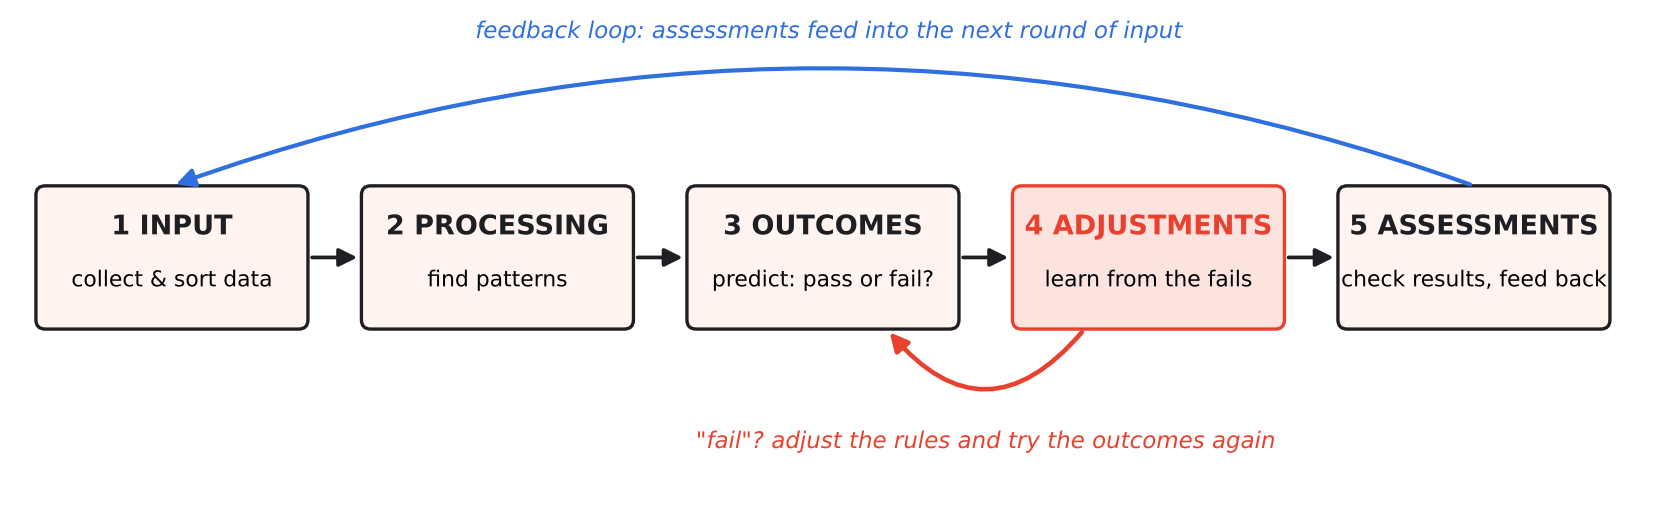 feedback loop: assessments feed into the next round of input
1 INPUT
collect & sort data
2 PROCESSING
find patterns
3 OUTCOMES
predict: pass or fail?
4 ADJUSTMENTS
learn from the fails
5 ASSESSMENTS
check results, feed back
"fail"? adjust the rules and try the outcomes again